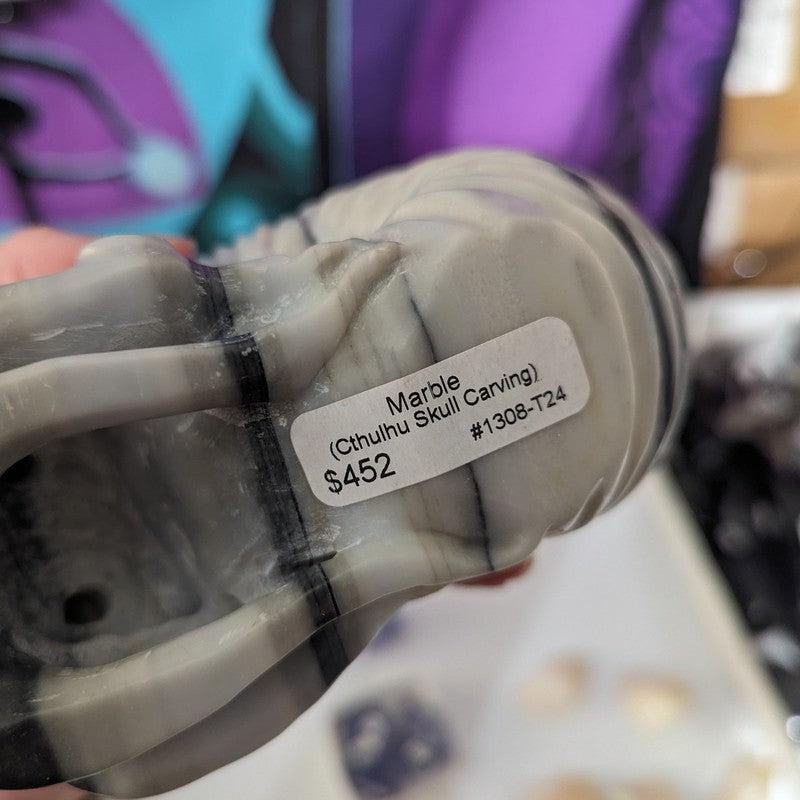 Marble
(Cthulhu Skull Carving)
#1308-T24
$452